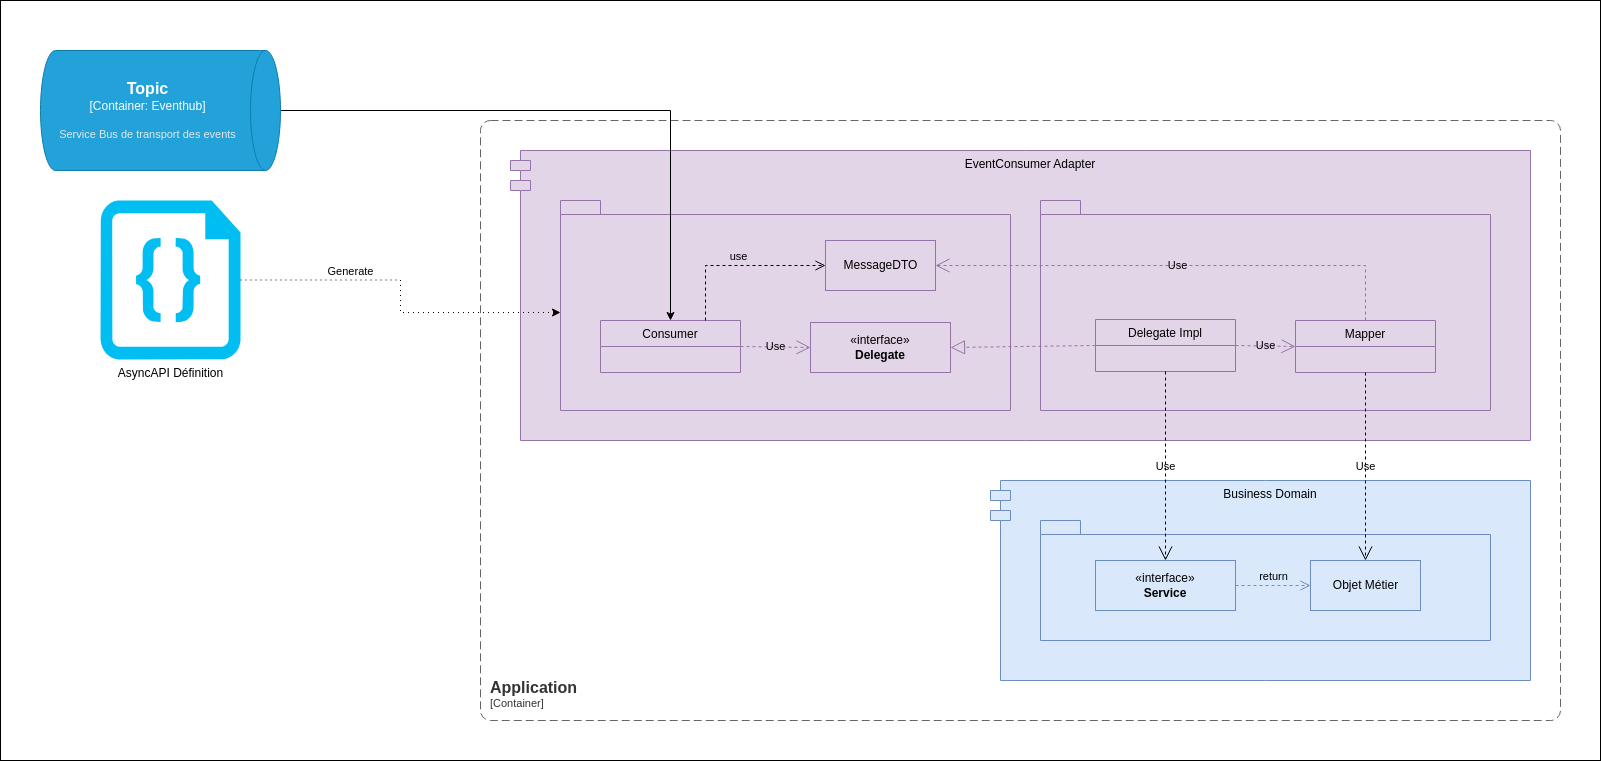 Topic
[Container: Eventhub]
Service Bus de transport des events
AsyncAPI Définition
Generate
EventConsumer Adapter
use
MessageDTO
Use
Consumer
Use
«interface»
Delegate
Delegate Impl
Use
Mapper
Use
Use
Business Domain
«interface»
Service
return
Objet Métier
Application
[Container]